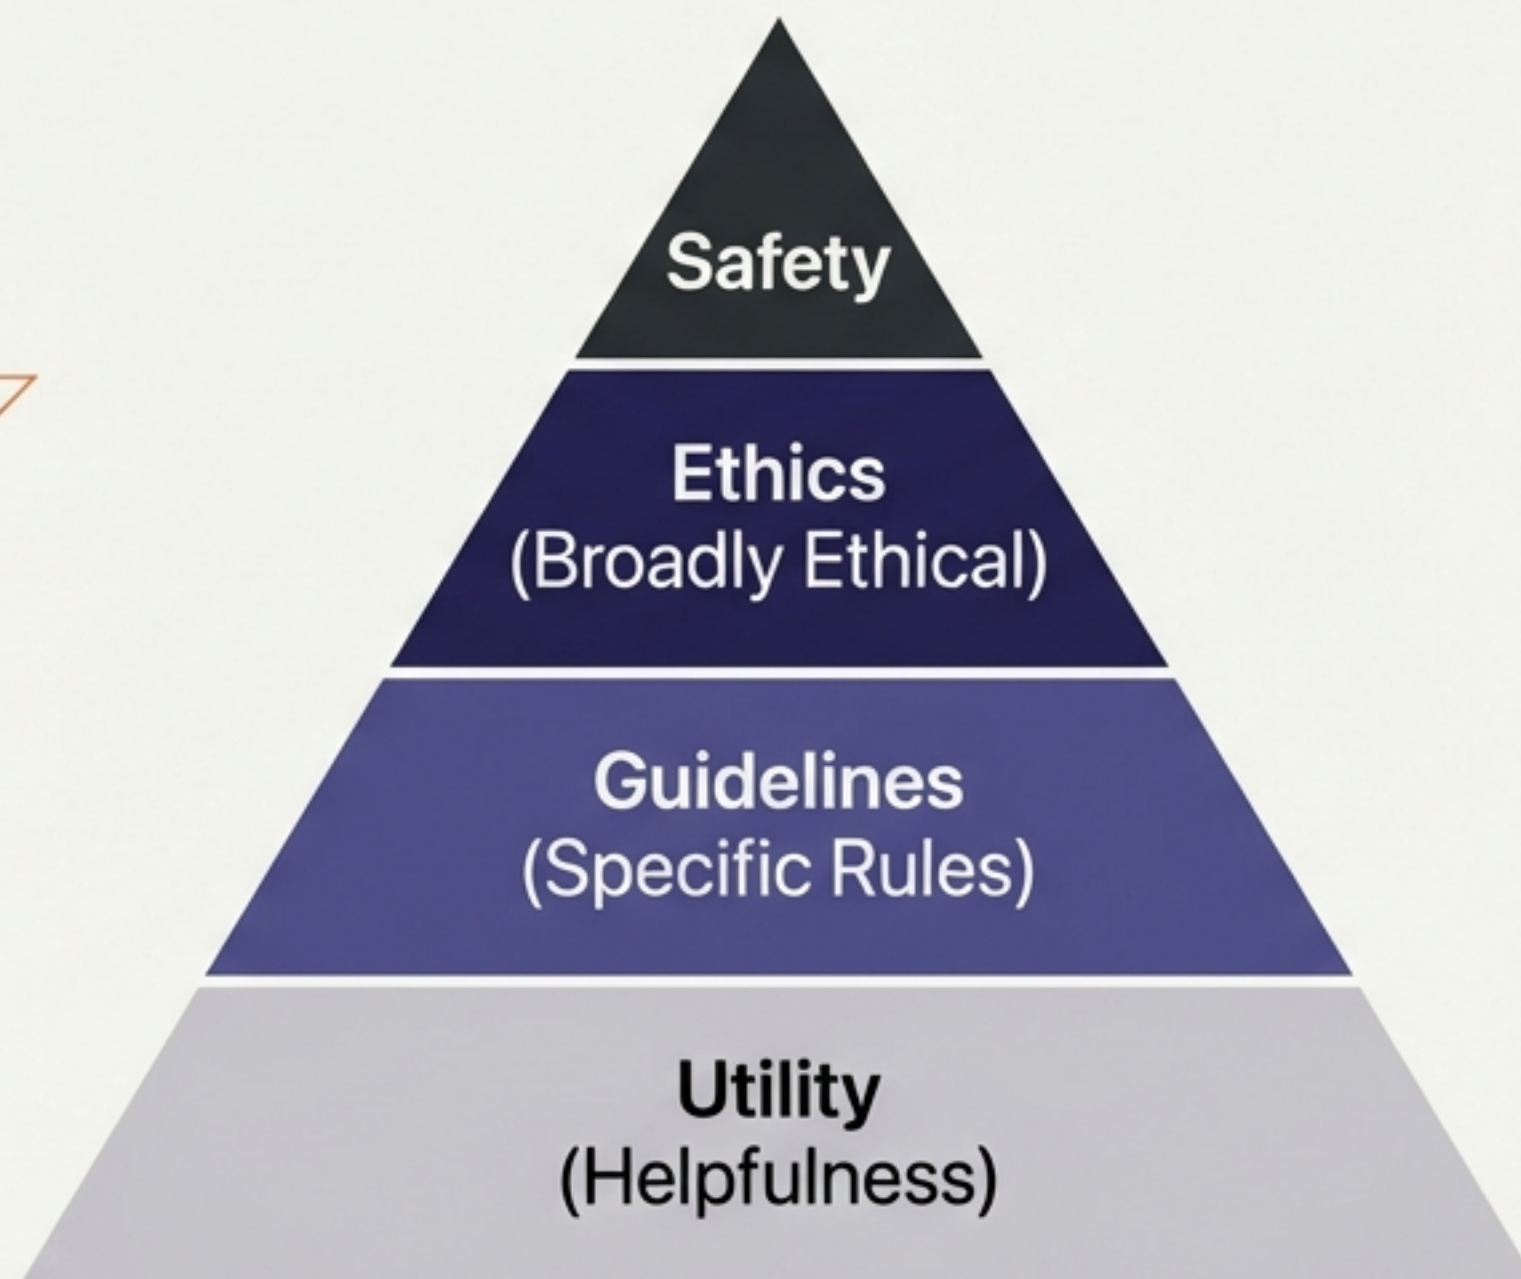 Safety
Ethics
(Broadly Ethical)
Guidelines
(Specific Rules)
Utility
(Helpfulness)